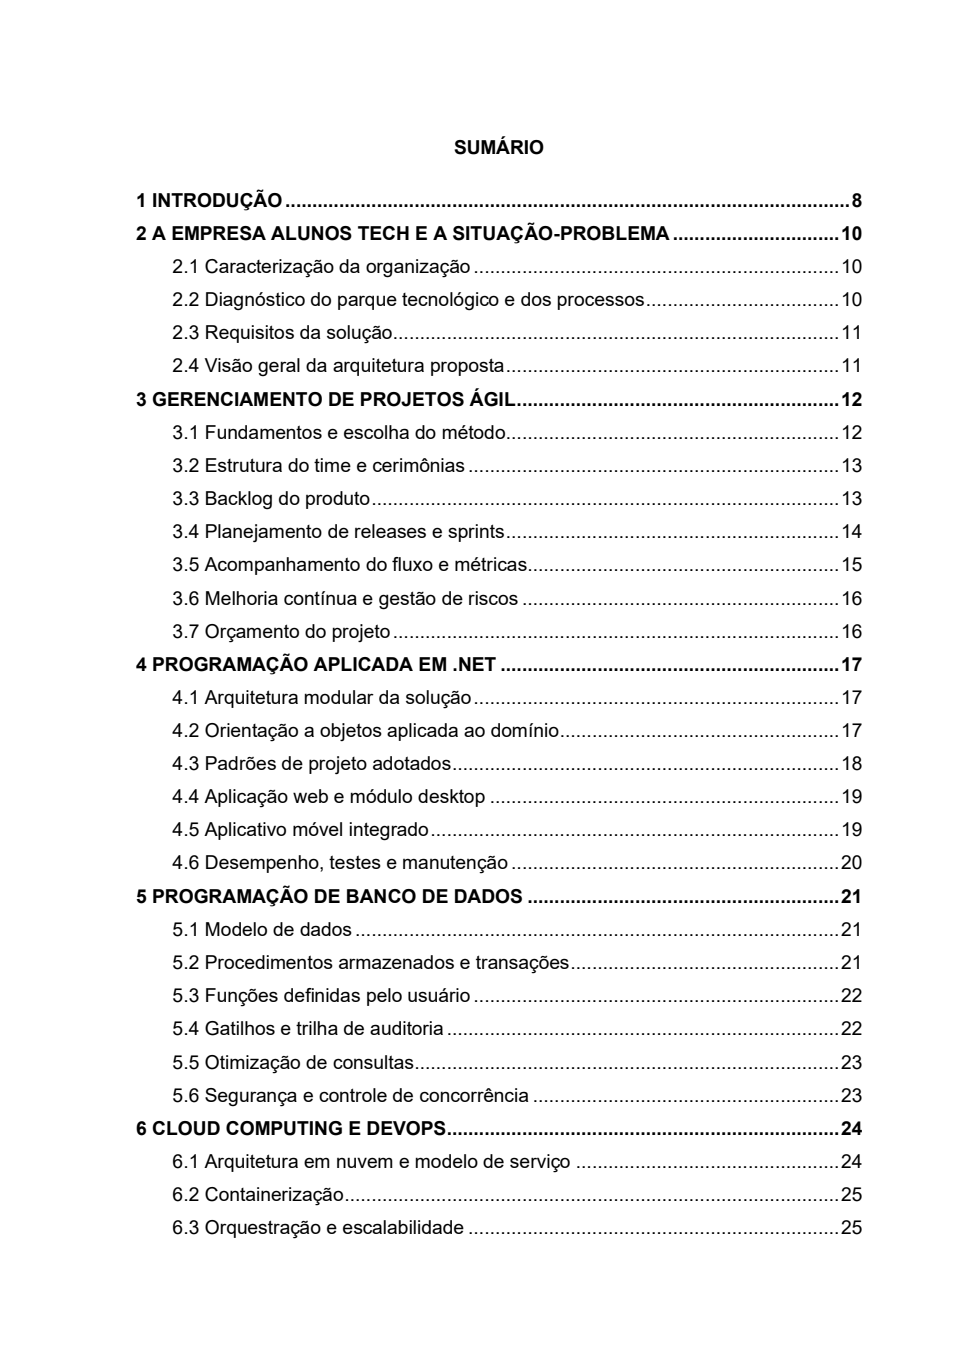 SUMÁRIO
1 INTRODUÇÃO..........8
2 A EMPRESA ALUNOS TECH E A SITUAÇÃO-PROBLEMA..........10
2.1 Caracterização da organização..........10
2.2 Diagnóstico do parque tecnológico e dos processos..........10
2.3 Requisitos da solução..........11
2.4 Visão geral da arquitetura proposta..........11
3 GERENCIAMENTO DE PROJETOS ÁGIL..........12
3.1 Fundamentos e escolha do método..........12
3.2 Estrutura do time e cerimônias..........13
3.3 Backlog do produto..........13
3.4 Planejamento de releases e sprints..........14
3.5 Acompanhamento do fluxo e métricas..........15
3.6 Melhoria contínua e gestão de riscos..........16
3.7 Orçamento do projeto..........16
4 PROGRAMAÇÃO APLICADA EM .NET..........17
4.1 Arquitetura modular da solução..........17
4.2 Orientação a objetos aplicada ao domínio..........17
4.3 Padrões de projeto adotados..........18
4.4 Aplicação web e módulo desktop..........19
4.5 Aplicativo móvel integrado..........19
4.6 Desempenho, testes e manutenção..........20
5 PROGRAMAÇÃO DE BANCO DE DADOS..........21
5.1 Modelo de dados..........21
5.2 Procedimentos armazenados e transações..........21
5.3 Funções definidas pelo usuário..........22
5.4 Gatilhos e trilha de auditoria..........22
5.5 Otimização de consultas..........23
5.6 Segurança e controle de concorrência..........23
6 CLOUD COMPUTING E DEVOPS..........24
6.1 Arquitetura em nuvem e modelo de serviço..........24
6.2 Containerização..........25
6.3 Orquestração e escalabilidade..........25